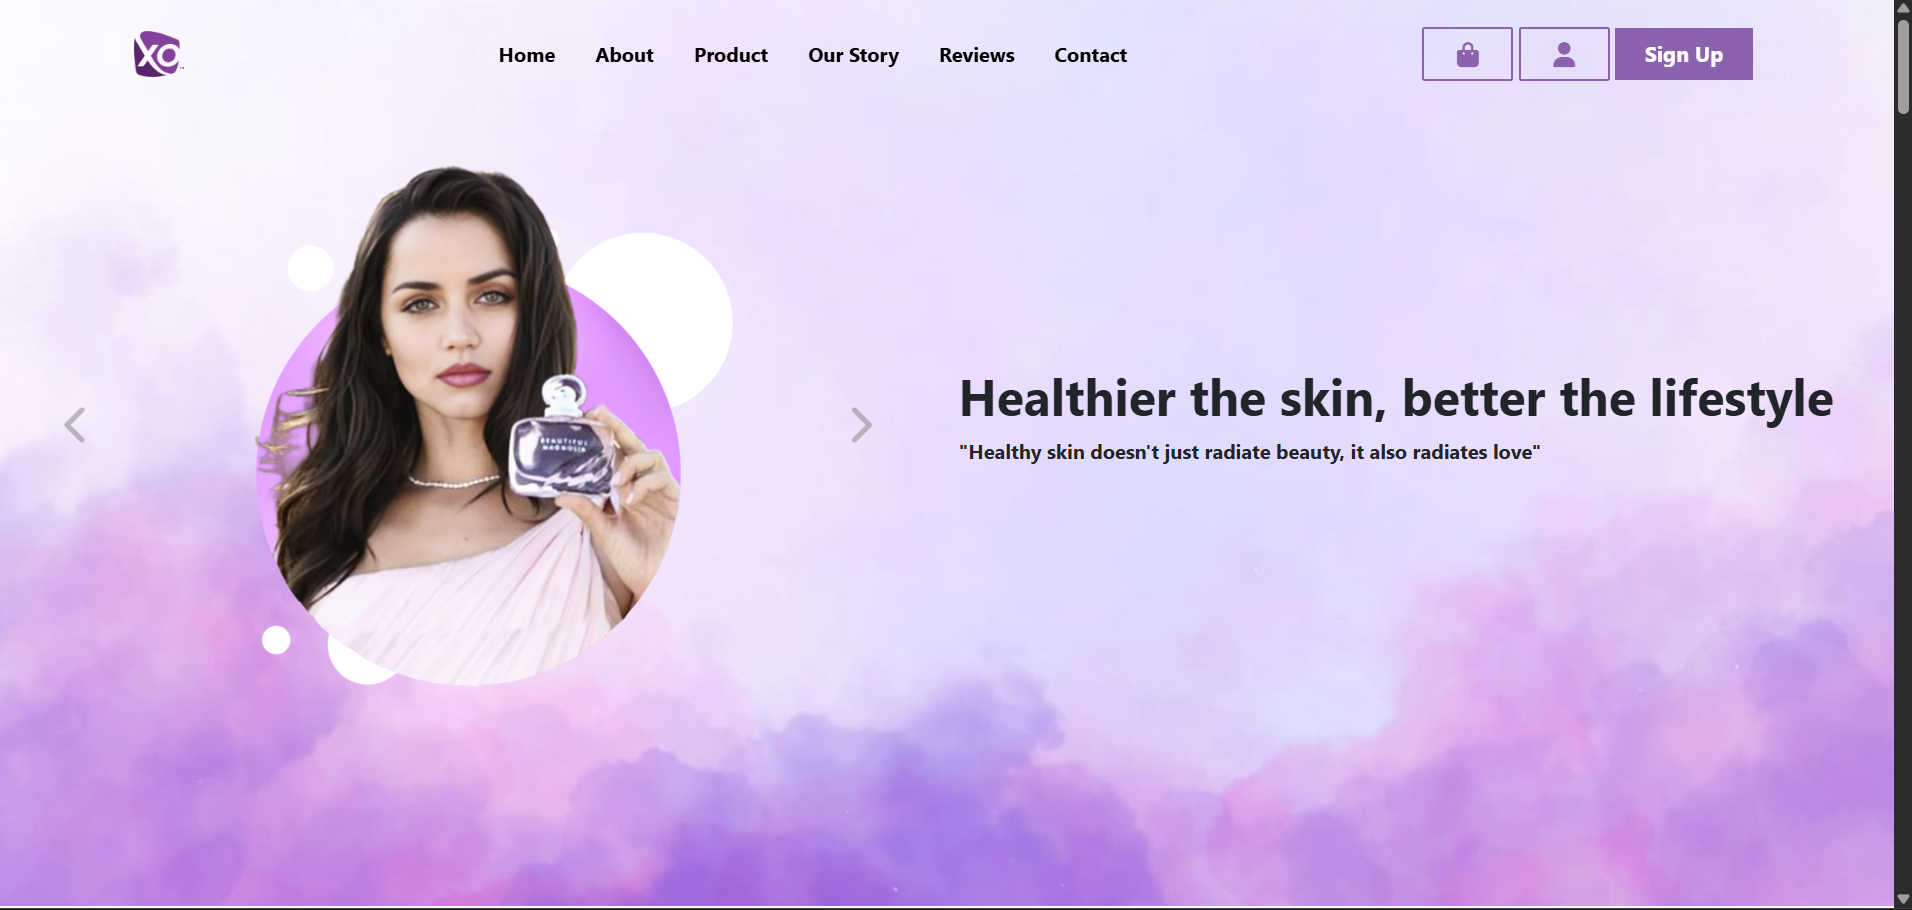 XO
Home About Product Our Story Reviews Contact Sign Up
BEAUTIFUL
MAGNOLIA
Healthier the skin, better the lifestyle
"Healthy skin doesn't just radiate beauty, it also radiates love"